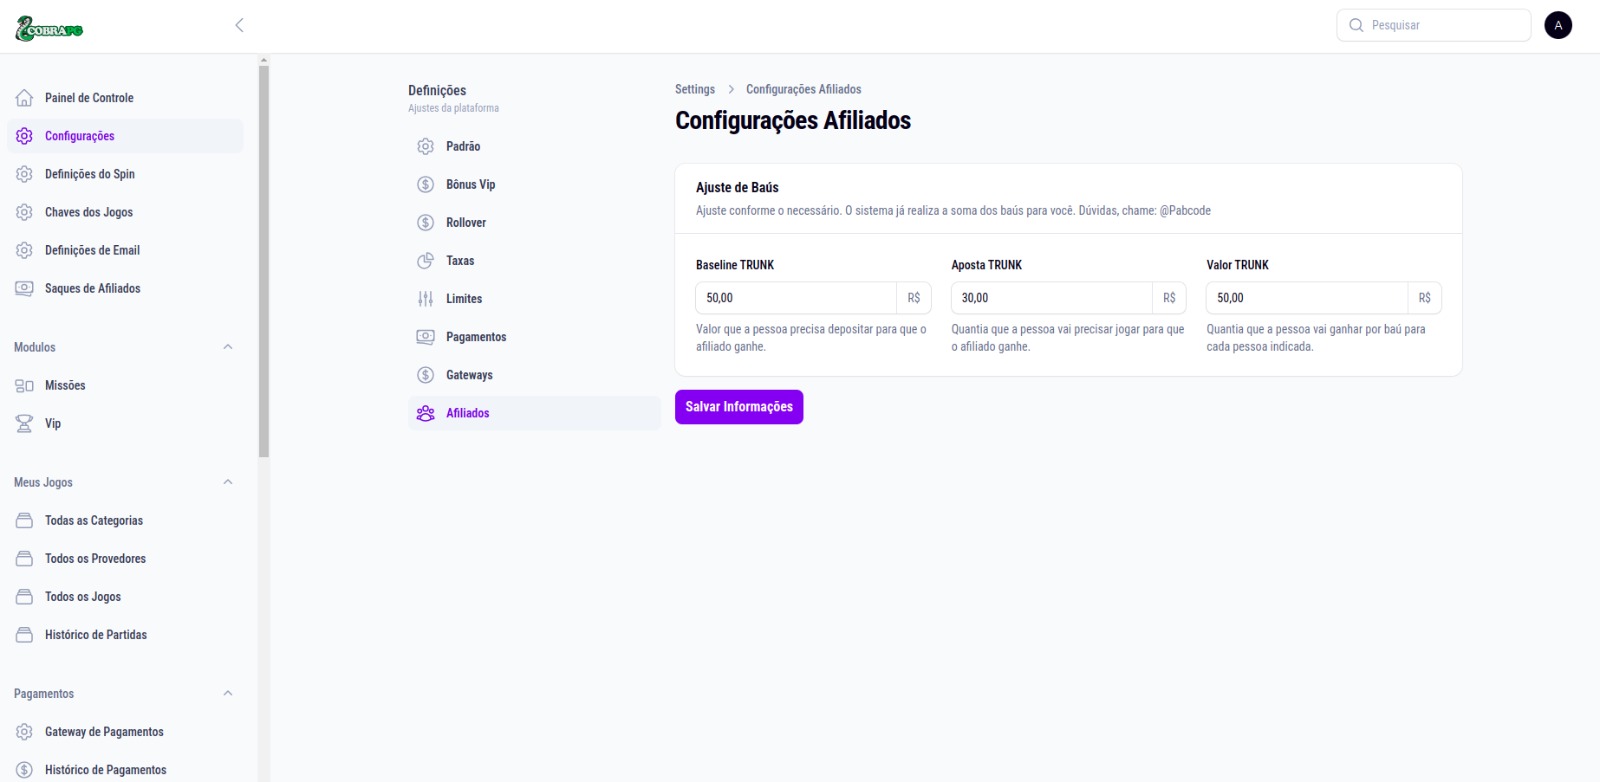 COBRAPG
Pesquisar
A
Painel de Controle
Configurações
Definições do Spin
Chaves dos Jogos
Definições de Email
Saques de Afiliados
Modulos
Missões
Vip
Meus Jogos
Todas as Categorias
Todos os Provedores
Todos os Jogos
Histórico de Partidas
Pagamentos
Gateway de Pagamentos
Histórico de Pagamentos
Definições
Ajustes da plataforma
Padrão
Bônus Vip
Rollover
Taxas
Limites
Pagamentos
Gateways
Afiliados
Settings > Configurações Afiliados
Configurações Afiliados
Ajuste de Baús
Ajuste conforme o necessário. O sistema já realiza a soma dos baús para você. Dúvidas, chame: @Pabcode
Baseline TRUNK
50,00 R$
Valor que a pessoa precisa depositar para que o
afiliado ganhe.
Aposta TRUNK
30,00 R$
Quantia que a pessoa vai precisar jogar para que
o afiliado ganhe.
Valor TRUNK
50,00 R$
Quantia que a pessoa vai ganhar por baú para
cada pessoa indicada.
Salvar Informações